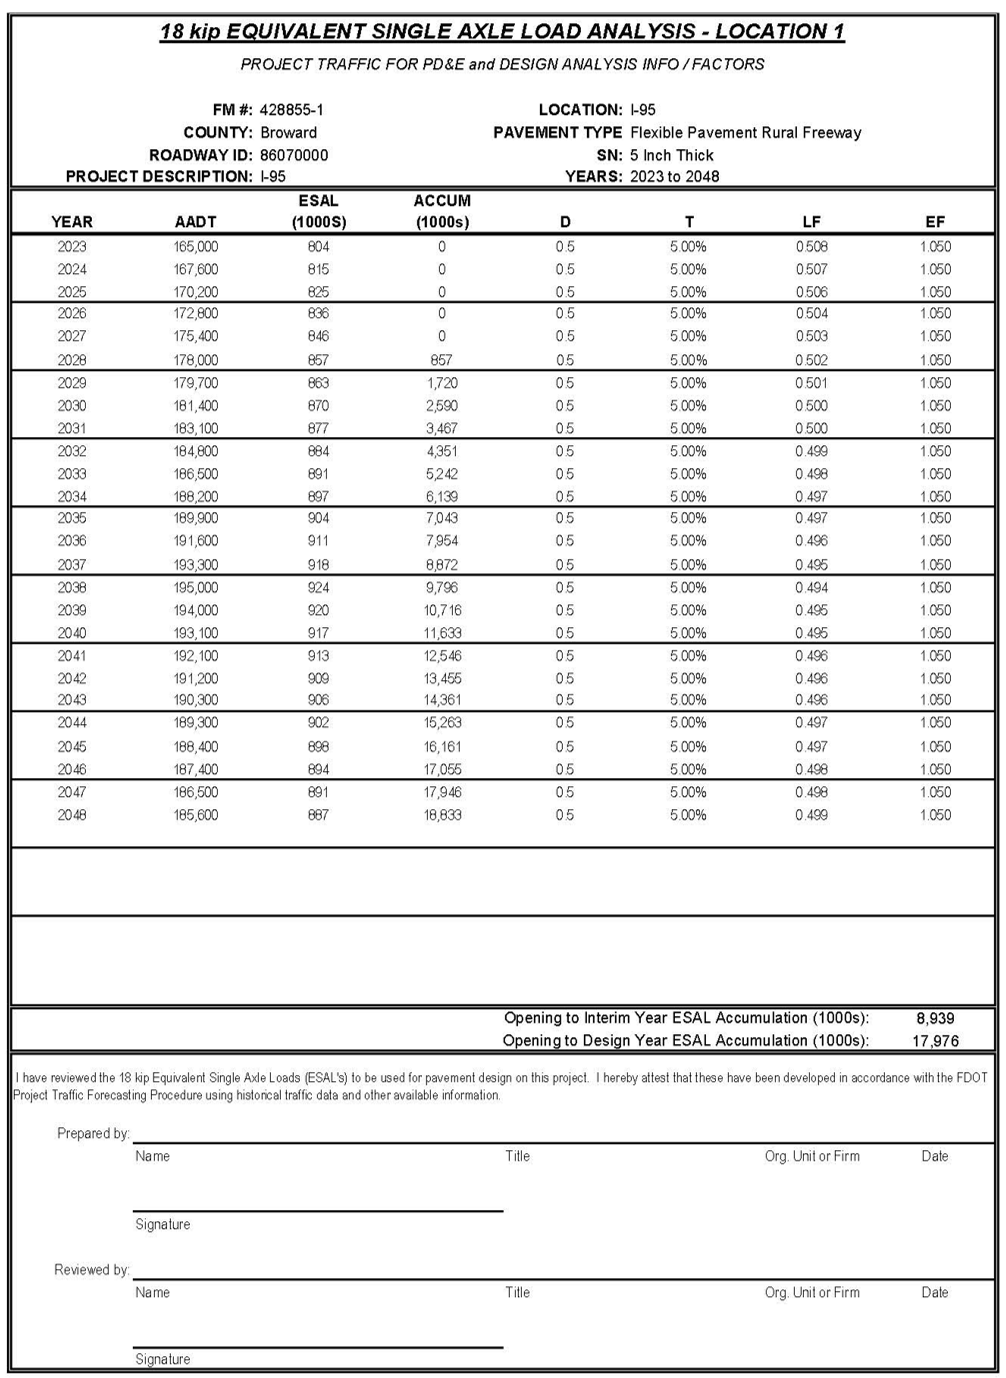 18 kip EQUIVALENT SINGLE AXLE LOAD ANALYSIS - LOCATION 1
PROJECT TRAFFIC FOR PD&E and DESIGN ANALYSIS INFO / FACTORS
FM #: 428855-1 LOCATION: I-95
COUNTY: Broward PAVEMENT TYPE Flexible Pavement Rural Freeway
ROADWAY ID: 86070000 SN: 5 Inch Thick
PROJECT DESCRIPTION: I-95 YEARS: 2023 to 2048
ESAL ACCUM
YEAR AADT (1000S) (1000s) D T LF EF
2023 165,000 804 0 0.5 5.00% 0.508 1.050
2024 167,600 815 0 0.5 5.00% 0.507 1.050
2025 170,200 825 0 0.5 5.00% 0.506 1.050
2026 172,800 836 0 0.5 5.00% 0.504 1.050
2027 175,400 846 0 0.5 5.00% 0.503 1.050
2028 178,000 857 857 0.5 5.00% 0.502 1.050
2029 179,700 863 1,720 0.5 5.00% 0.501 1.050
2030 181,400 870 2,590 0.5 5.00% 0.500 1.050
2031 183,100 877 3,467 0.5 5.00% 0.500 1.050
2032 184,800 884 4,351 0.5 5.00% 0.499 1.050
2033 186,500 891 5,242 0.5 5.00% 0.498 1.050
2034 188,200 897 6,139 0.5 5.00% 0.497 1.050
2035 189,900 904 7,043 0.5 5.00% 0.497 1.050
2036 191,600 911 7,954 0.5 5.00% 0.496 1.050
2037 193,300 918 8,872 0.5 5.00% 0.495 1.050
2038 195,000 924 9,796 0.5 5.00% 0.494 1.050
2039 194,000 920 10,716 0.5 5.00% 0.495 1.050
2040 193,100 917 11,633 0.5 5.00% 0.495 1.050
2041 192,100 913 12,546 0.5 5.00% 0.496 1.050
2042 191,200 909 13,455 0.5 5.00% 0.496 1.050
2043 190,300 906 14,361 0.5 5.00% 0.496 1.050
2044 189,300 902 15,263 0.5 5.00% 0.497 1.050
2045 188,400 898 16,161 0.5 5.00% 0.497 1.050
2046 187,400 894 17,055 0.5 5.00% 0.498 1.050
2047 186,500 891 17,946 0.5 5.00% 0.498 1.050
2048 185,600 887 18,833 0.5 5.00% 0.499 1.050
Opening to Interim Year ESAL Accumulation (1000s): 8,939
Opening to Design Year ESAL Accumulation (1000s): 17,976
I have reviewed the 18 kip Equivalent Single Axle Loads (ESAL's) to be used for pavement design on this project. I hereby attest that these have been developed in accordance with the FDOT
Project Traffic Forecasting Procedure using historical traffic data and other available information.
Prepared by:
Name Title Org. Unit or Firm Date
Signature
Reviewed by:
Name Title Org. Unit or Firm Date
Signature